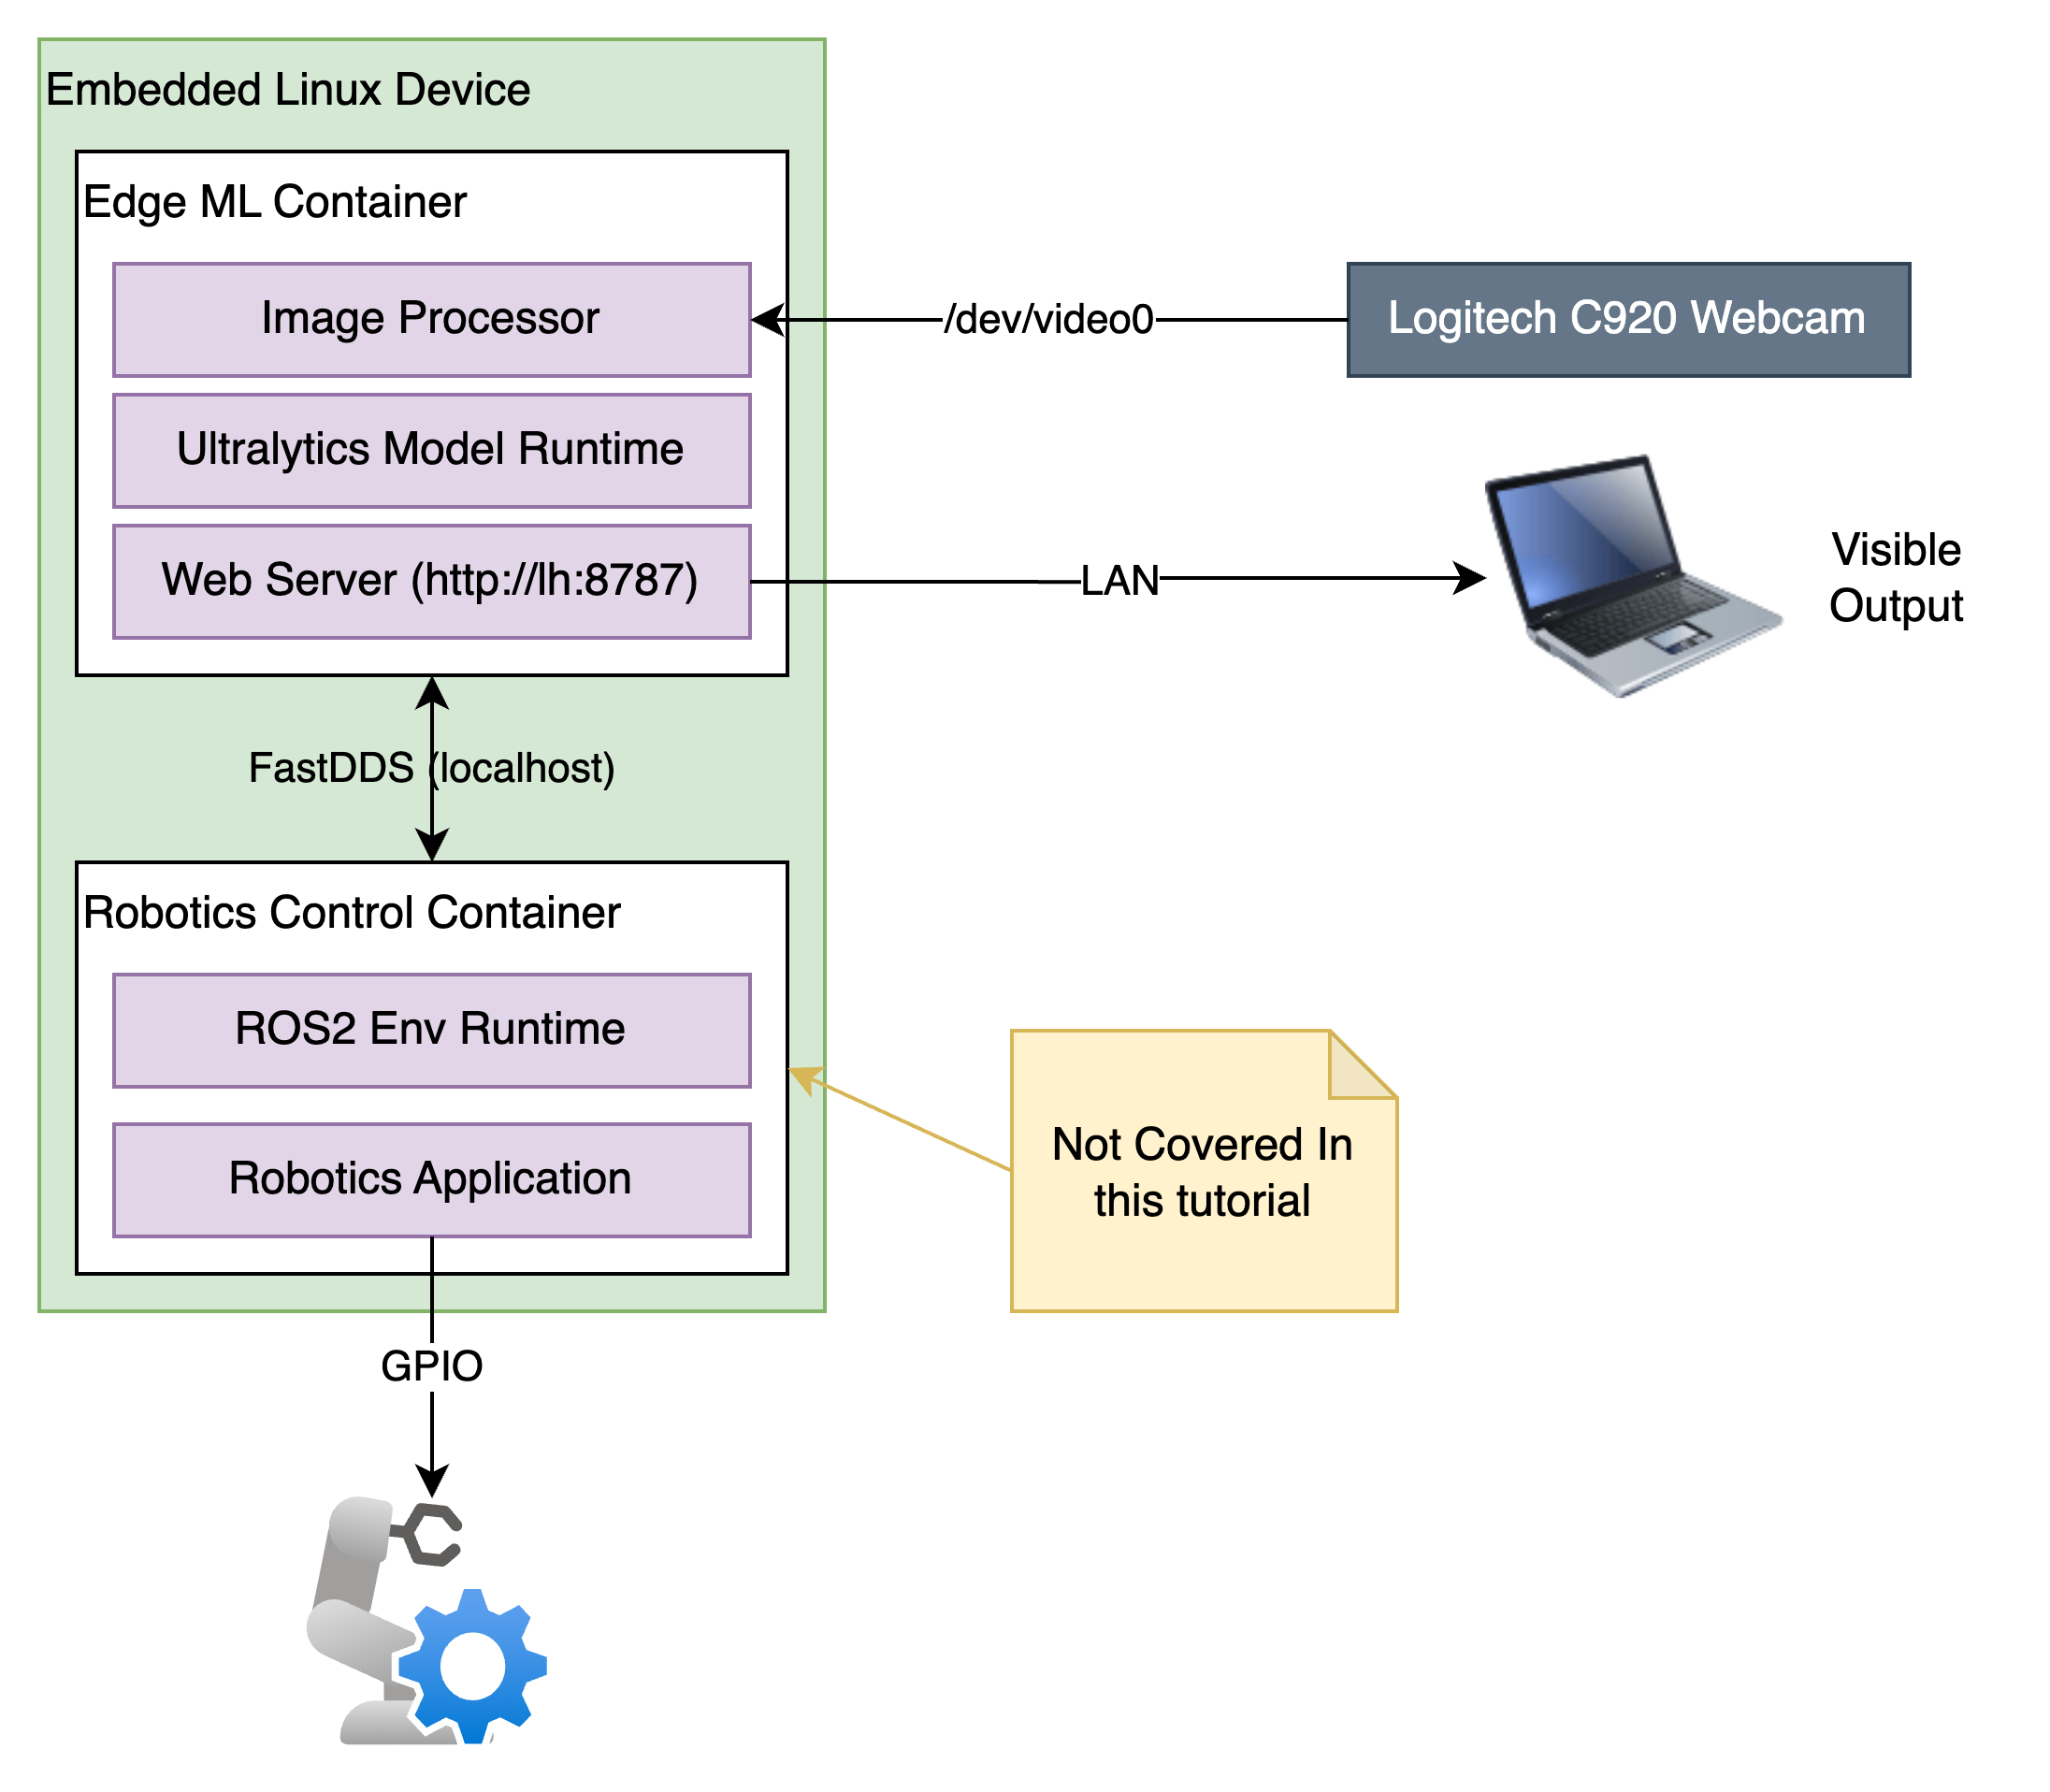 Embedded Linux Device
Edge ML Container
Image Processor
/dev/video0
Logitech C920 Webcam
Ultralytics Model Runtime
Web Server (http://lh:8787)
LAN
Visible
Output
FastDDS (localhost)
Robotics Control Container
ROS2 Env Runtime
Robotics Application
Not Covered In
this tutorial
GPIO